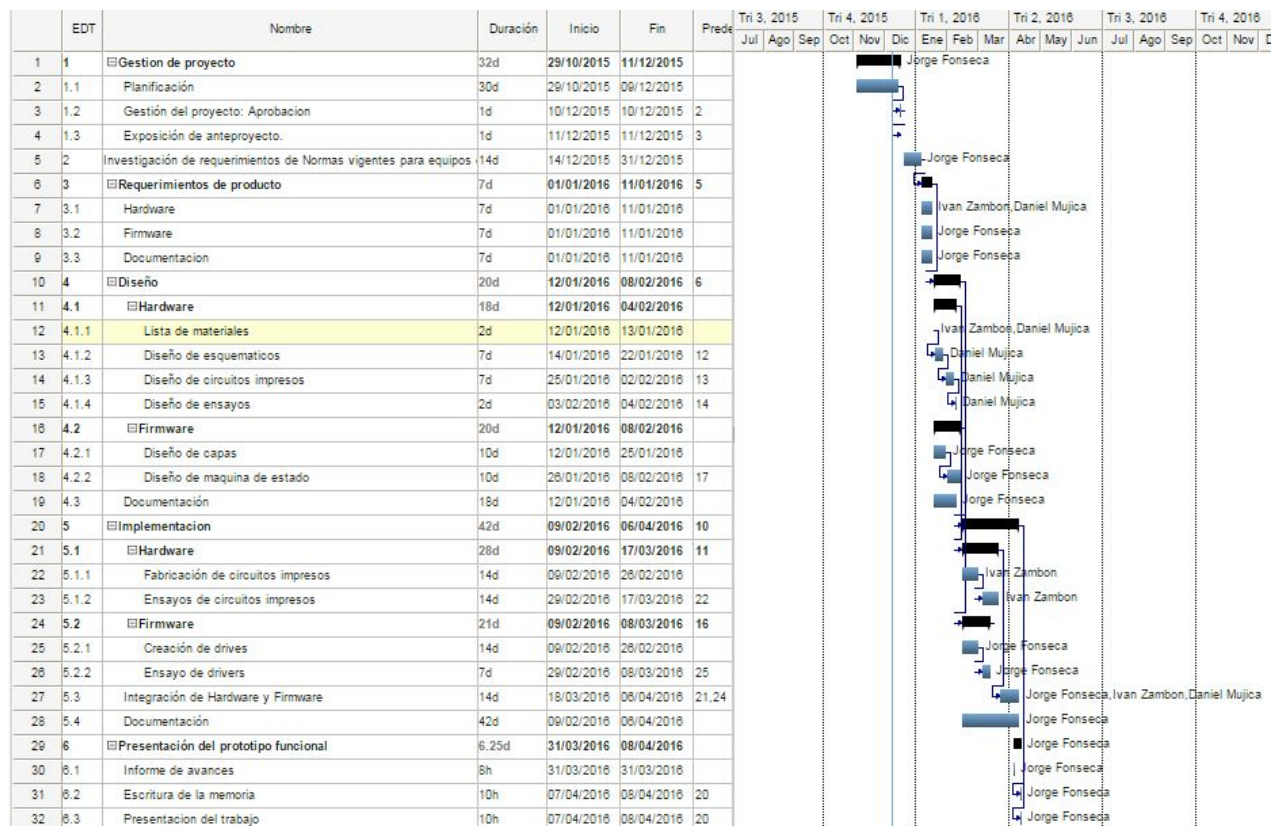 EDT Nombre Duración Inicio Fin Prede Tri 3, 2015 Tri 4, 2015 Tri 1, 2016 Tri 2, 2016 Tri 3, 2016 Tri 4, 2016
Jul Ago Sep Oct Nov Dic Ene Feb Mar Abr May Jun Jul Ago Sep Oct Nov D
1 1 Gestion de proyecto 32d 29/10/2015 11/12/2015 Jorge Fonseca
2 1.1 Planificación 30d 29/10/2015 09/12/2015
3 1.2 Gestión del proyecto: Aprobacion 1d 10/12/2015 10/12/2015 2
4 1.3 Exposición de anteproyecto. 1d 11/12/2015 11/12/2015 3
5 2 Investigación de requerimientos de Normas vigentes para equipos 14d 14/12/2015 31/12/2015 Jorge Fonseca
6 3 Requerimientos de producto 7d 01/01/2016 11/01/2016 5
7 3.1 Hardware 7d 01/01/2016 11/01/2016 Ivan Zambon,Daniel Mujica
8 3.2 Firmware 7d 01/01/2016 11/01/2016 Jorge Fonseca
9 3.3 Documentacion 7d 01/01/2016 11/01/2016 Jorge Fonseca
10 4 Diseño 20d 12/01/2016 08/02/2016 6
11 4.1 Hardware 18d 12/01/2016 04/02/2016
12 4.1.1 Lista de materiales 2d 12/01/2016 13/01/2016 Ivan Zambon,Daniel Mujica
13 4.1.2 Diseño de esquematicos 7d 14/01/2016 22/01/2016 12 Daniel Mujica
14 4.1.3 Diseño de circuitos impresos 7d 25/01/2016 02/02/2016 13 Daniel Mujica
15 4.1.4 Diseño de ensayos 2d 03/02/2016 04/02/2016 14 Daniel Mujica
16 4.2 Firmware 20d 12/01/2016 08/02/2016
17 4.2.1 Diseño de capas 10d 12/01/2016 25/01/2016 Jorge Fonseca
18 4.2.2 Diseño de maquina de estado 10d 26/01/2016 08/02/2016 17 Jorge Fonseca
19 4.3 Documentación 18d 12/01/2016 04/02/2016 Jorge Fonseca
20 5 Implementacion 42d 09/02/2016 06/04/2016 10
21 5.1 Hardware 28d 09/02/2016 17/03/2016 11
22 5.1.1 Fabricación de circuitos impresos 14d 09/02/2016 26/02/2016 Ivan Zambon
23 5.1.2 Ensayos de circuitos impresos 14d 29/02/2016 17/03/2016 22 Ivan Zambon
24 5.2 Firmware 21d 09/02/2016 08/03/2016 16
25 5.2.1 Creación de drives 14d 09/02/2016 26/02/2016 Jorge Fonseca
26 5.2.2 Ensayo de drivers 7d 29/02/2016 08/03/2016 25 Jorge Fonseca
27 5.3 Integración de Hardware y Firmware 14d 18/03/2016 06/04/2016 21,24 Jorge Fonseca,Ivan Zambon,Daniel Mujica
28 5.4 Documentación 42d 09/02/2016 06/04/2016 Jorge Fonseca
29 6 Presentación del prototipo funcional 6.25d 31/03/2016 08/04/2016 Jorge Fonseca
30 6.1 Informe de avances 8h 31/03/2016 31/03/2016 Jorge Fonseca
31 6.2 Escritura de la memoria 10h 07/04/2016 08/04/2016 20 Jorge Fonseca
32 6.3 Presentacion del trabajo 10h 07/04/2016 08/04/2016 20 Jorge Fonseca